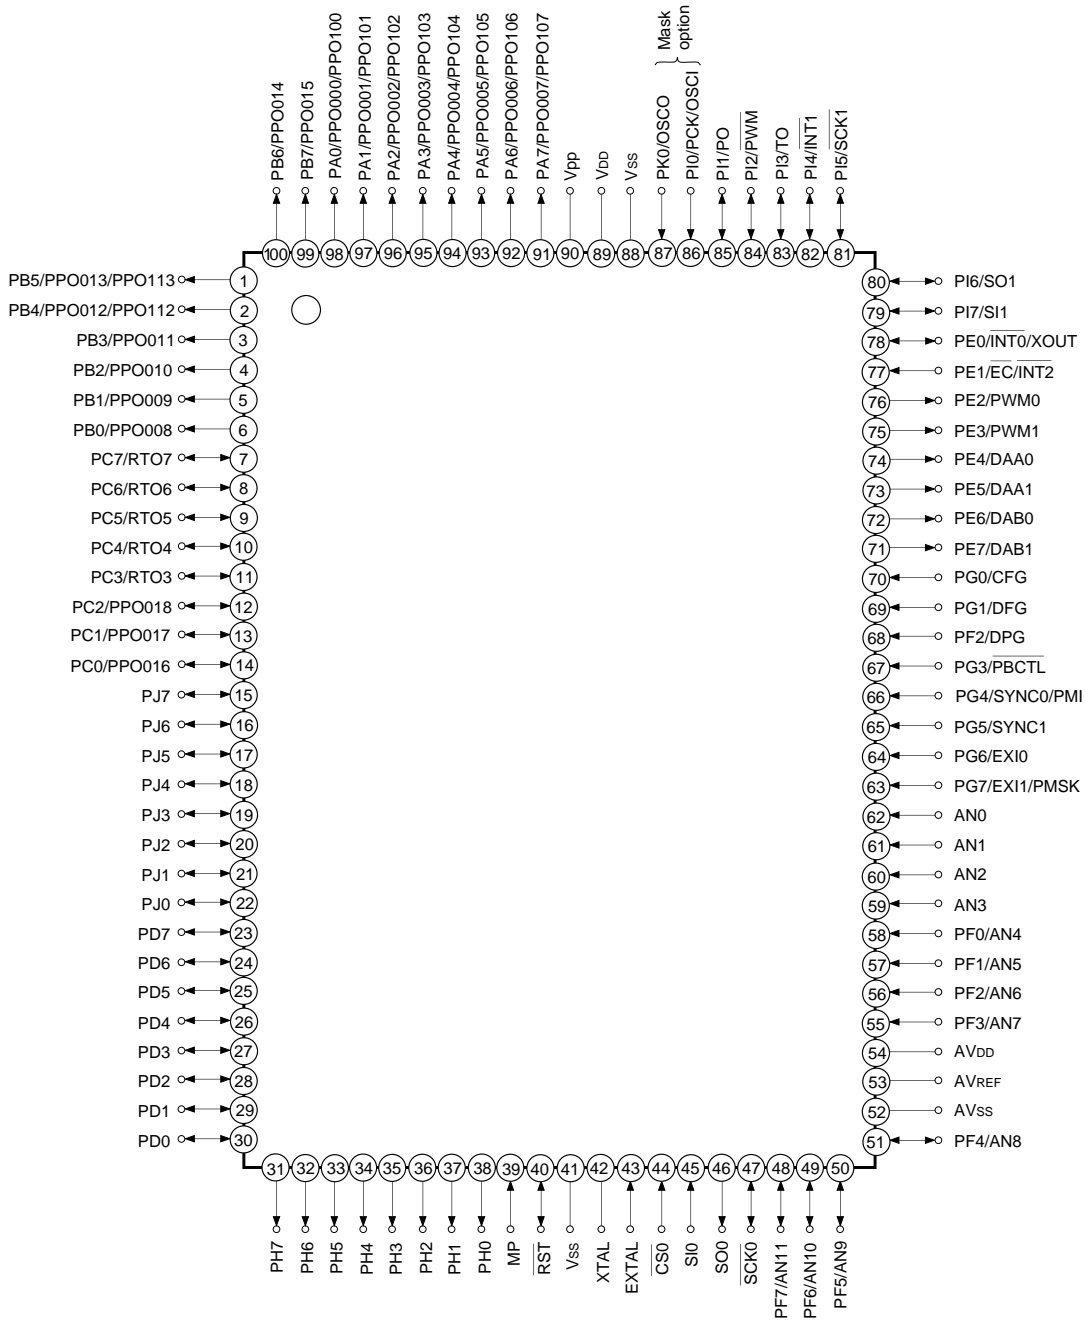 Mask
option
PB6/PPO014
PB7/PPO015
PA0/PPO000/PPO100
PA1/PPO001/PPO101
PA2/PPO002/PPO102
PA3/PPO003/PPO103
PA4/PPO004/PPO104
PA5/PPO005/PPO105
PA6/PPO006/PPO106
PA7/PPO007/PPO107
Vpp
VDD
Vss
PK0/OSCO
PI0/PCK/OSCI
PI1/PO
PI2/PWM
PI3/TO
PI4/INT1
PI5/SCK1
100 99 98 97 96 95 94 93 92 91 90 89 88 87 86 85 84 83 82 81
PB5/PPO013/PPO113 1
PB4/PPO012/PPO112 2
PB3/PPO011 3
PB2/PPO010 4
PB1/PPO009 5
PB0/PPO008 6
PC7/RTO7 7
PC6/RTO6 8
PC5/RTO5 9
PC4/RTO4 10
PC3/RTO3 11
PC2/PPO018 12
PC1/PPO017 13
PC0/PPO016 14
PJ7 15
PJ6 16
PJ5 17
PJ4 18
PJ3 19
PJ2 20
PJ1 21
PJ0 22
PD7 23
PD6 24
PD5 25
PD4 26
PD3 27
PD2 28
PD1 29
PD0 30
80 PI6/SO1
79 PI7/SI1
78 PE0/INT0/XOUT
77 PE1/EC/INT2
76 PE2/PWM0
75 PE3/PWM1
74 PE4/DAA0
73 PE5/DAA1
72 PE6/DAB0
71 PE7/DAB1
70 PG0/CFG
69 PG1/DFG
68 PF2/DPG
67 PG3/PBCTL
66 PG4/SYNC0/PMI
65 PG5/SYNC1
64 PG6/EXI0
63 PG7/EXI1/PMSK
62 AN0
61 AN1
60 AN2
59 AN3
58 PF0/AN4
57 PF1/AN5
56 PF2/AN6
55 PF3/AN7
54 AVDD
53 AVREF
52 AVss
51 PF4/AN8
31 32 33 34 35 36 37 38 39 40 41 42 43 44 45 46 47 48 49 50
PH7
PH6
PH5
PH4
PH3
PH2
PH1
PH0
MP
RST
Vss
XTAL
EXTAL
CS0
SI0
SO0
SCK0
PF7/AN11
PF6/AN10
PF5/AN9